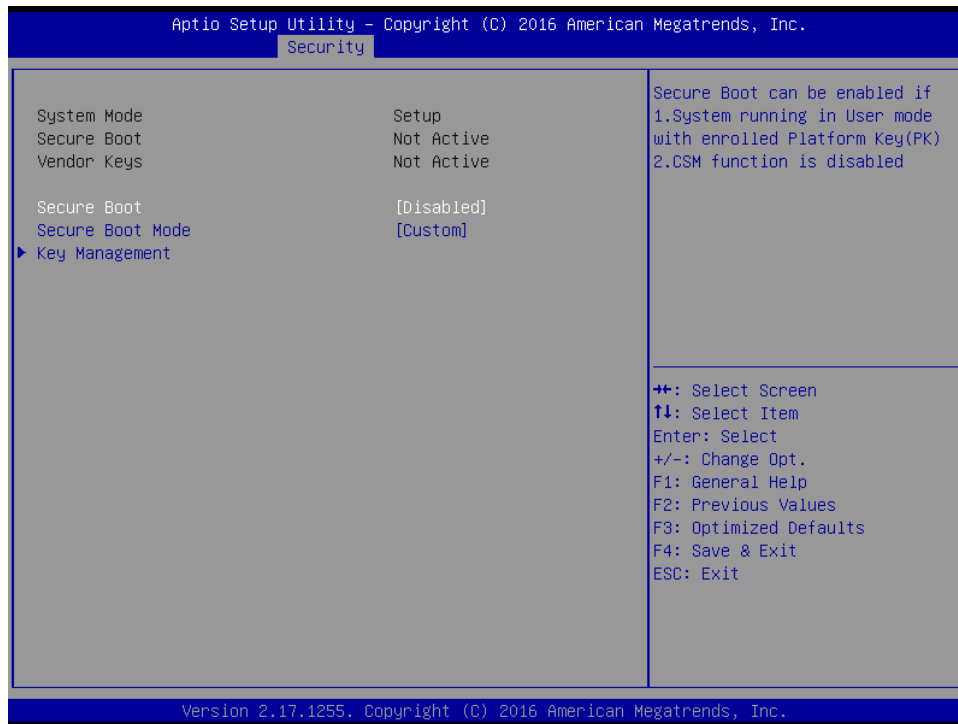 Aptio Setup Utility – Copyright (C) 2016 American Megatrends, Inc.
Security
System Mode Setup
Secure Boot Not Active
Vendor Keys Not Active
Secure Boot [Disabled]
Secure Boot Mode [Custom]
Key Management
Secure Boot can be enabled if
1.System running in User mode
with enrolled Platform Key(PK)
2.CSM function is disabled
→←: Select Screen
↑↓: Select Item
Enter: Select
+/-: Change Opt.
F1: General Help
F2: Previous Values
F3: Optimized Defaults
F4: Save & Exit
ESC: Exit
Version 2.17.1255. Copyright (C) 2016 American Megatrends, Inc.